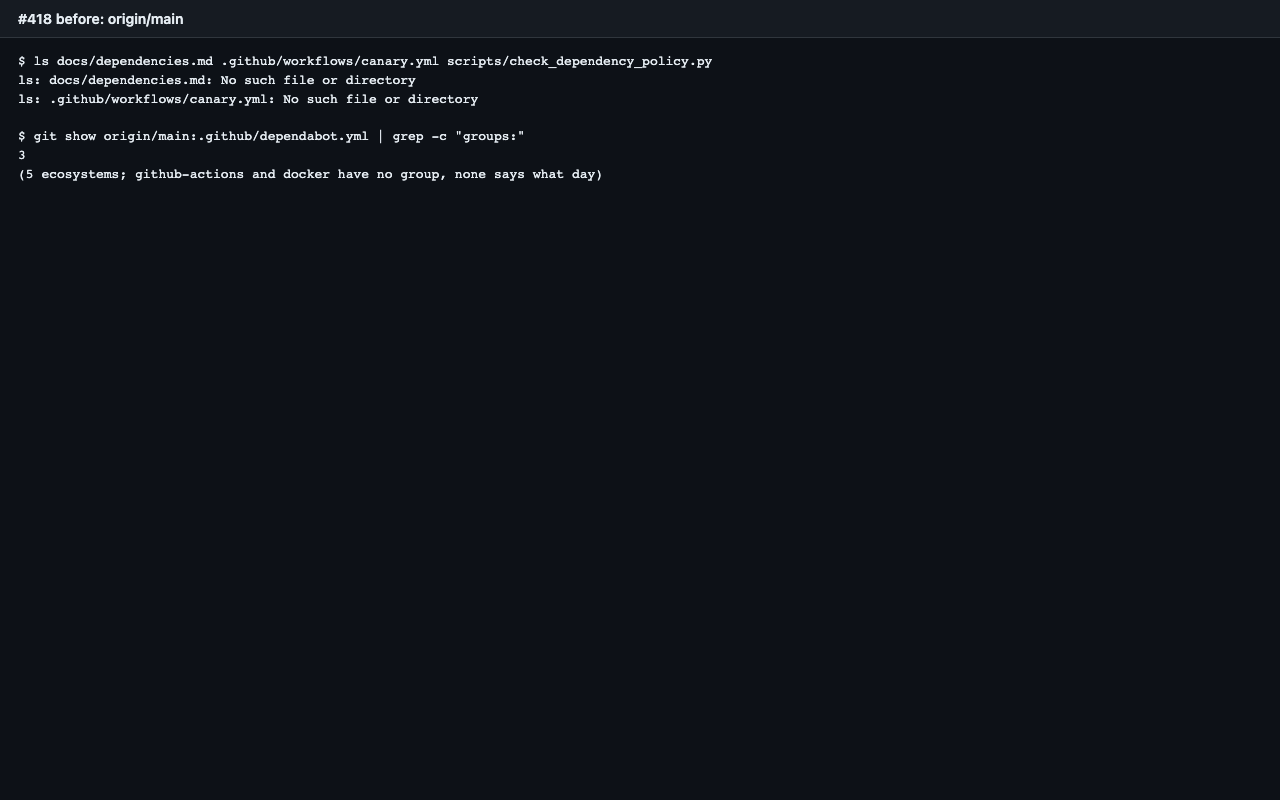 #418 before: origin/main
$ ls docs/dependencies.md .github/workflows/canary.yml scripts/check_dependency_policy.py
ls: docs/dependencies.md: No such file or directory
ls: .github/workflows/canary.yml: No such file or directory
$ git show origin/main:.github/dependabot.yml | grep -c "groups:"
3
(5 ecosystems; github-actions and docker have no group, none says what day)